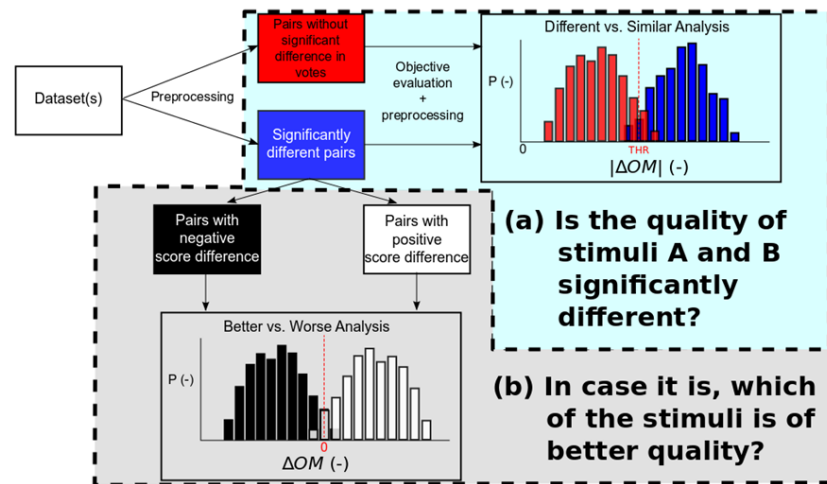 Pairs without
significant
difference in
votes
Different vs. Similar Analysis
P (-)
0
THR
|ΔOM| (-)
Dataset(s)
Preprocessing
Objective
evaluation
+
preprocessing
Significantly
different pairs
Pairs with
negative
score difference
Pairs with
positive
score difference
(a) Is the quality of
stimuli A and B
significantly
different?
Better vs. Worse Analysis
P (-)
0
ΔOM (-)
(b) In case it is, which
of the stimuli is of
better quality?